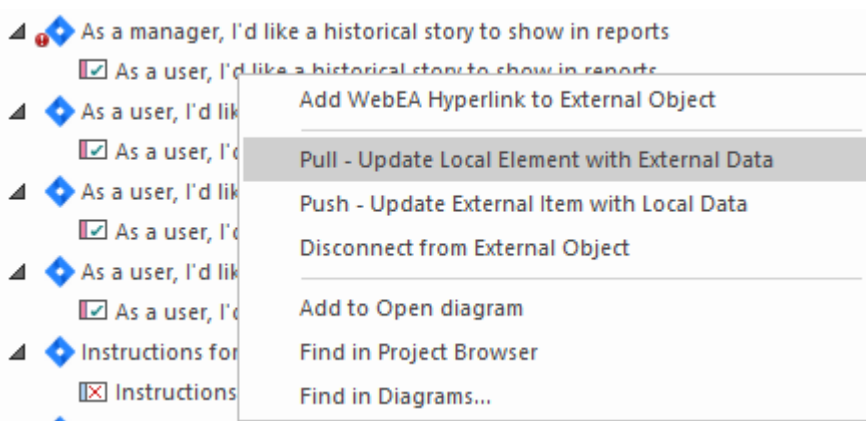 As a manager, I'd like a historical story to show in reports
As a user, I'd like a historical story to show in reports
As a user, I'd lik
As a user, I'd
As a user, I'd lik
As a user, I'd
As a user, I'd lik
As a user, I'd
Instructions for
Instructions
Add WebEA Hyperlink to External Object
Pull - Update Local Element with External Data
Push - Update External Item with Local Data
Disconnect from External Object
Add to Open diagram
Find in Project Browser
Find in Diagrams...